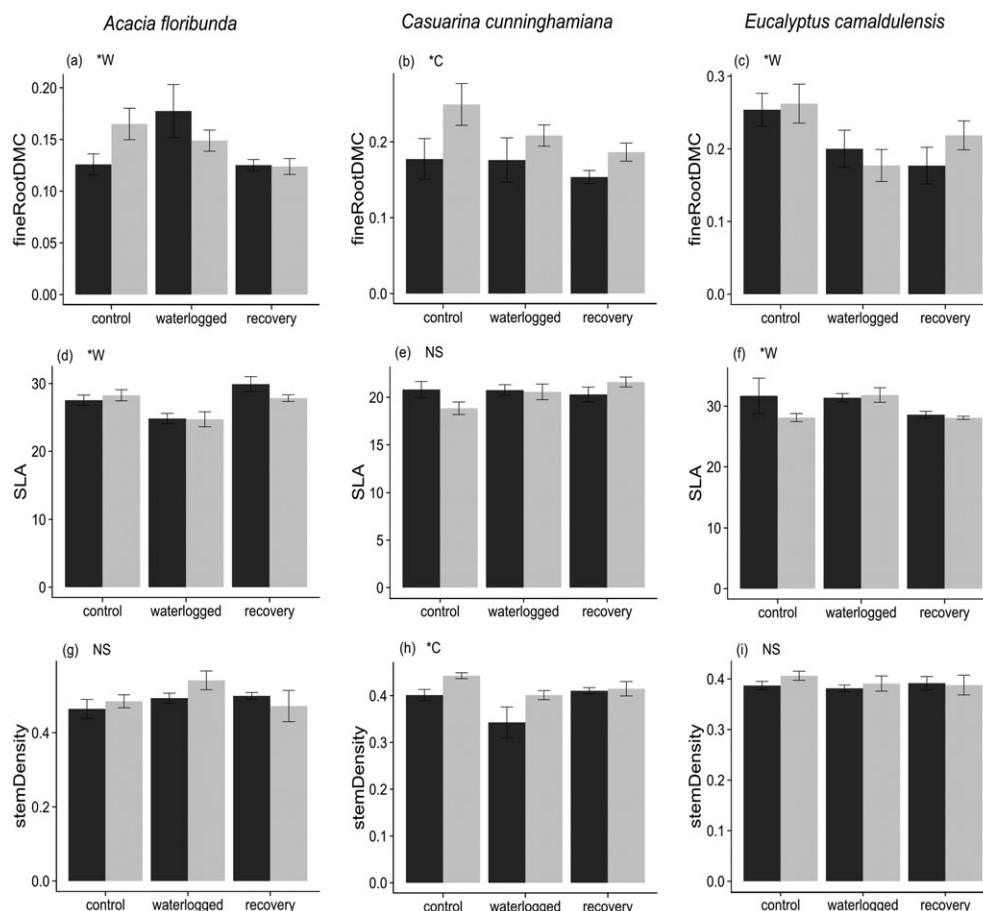 Acacia floribunda
Casuarina cunninghamiana
Eucalyptus camaldulensis
(a) *W
fineRootDMC
0.20
0.15
0.10
0.05
0.00
control waterlogged recovery
(b) *C
fineRootDMC
0.2
0.1
0.0
control waterlogged recovery
(c) *W
fineRootDMC
0.3
0.2
0.1
0.0
control waterlogged recovery
(d) *W
SLA
30
20
10
0
control waterlogged recovery
(e) NS
SLA
20
15
10
5
0
control waterlogged recovery
(f) *W
SLA
30
20
10
0
control waterlogged recovery
(g) NS
stemDensity
0.4
0.2
0.0
control waterlogged recovery
(h) *C
stemDensity
0.4
0.3
0.2
0.1
0.0
control waterlogged recovery
(i) NS
stemDensity
0.4
0.3
0.2
0.1
0.0
control waterlogged recovery